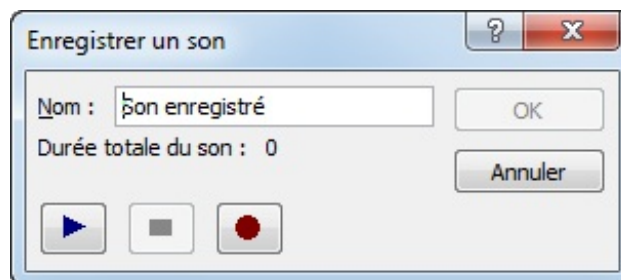 Enregistrer un son
?
X
Nom : Son enregistré
OK
Durée totale du son : 0
Annuler